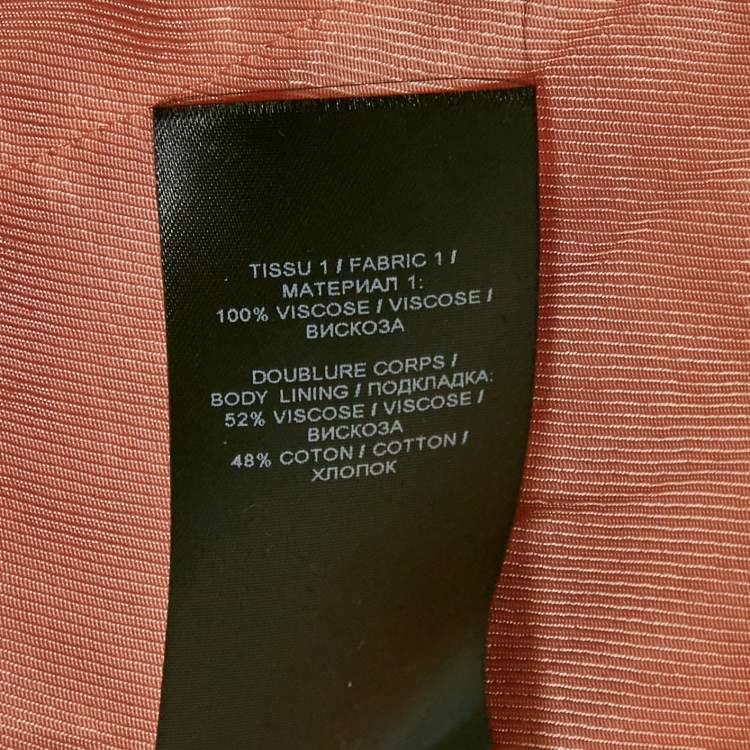 TISSU 1 / FABRIC 1 /
МАТЕРИАЛ 1:
100% VISCOSE / VISCOSE /
ВИСКОЗА
DOUBLURE CORPS /
BODY LINING / ПОДКЛАДКА:
52% VISCOSE / VISCOSE /
ВИСКОЗА
48% COTON / COTTON /
ХЛОПОК